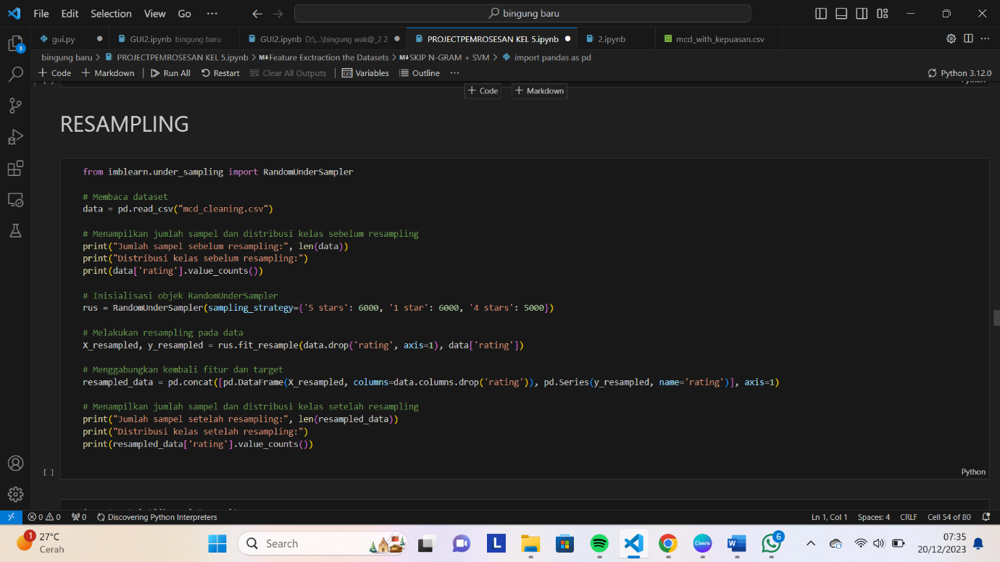 File Edit Selection View Go ··· bingung baru
3
gui.py GUI2.ipynb bingung baru GUI2.ipynb D:\...\bingung wak@_2 2 PROJECTPEMROSESAN KEL 5.ipynb 2.ipynb mcd_with_kepuasan.csv
bingung baru > PROJECTPEMROSESAN KEL 5.ipynb > M↓Feature Exctraction the Datasets > M↓SKIP N-GRAM + SVM > import pandas as pd
+ Code + Markdown Run All Restart Clear All Outputs Variables Outline ··· Python 3.12.0
+ Code + Markdown
RESAMPLING
from imblearn.under_sampling import RandomUnderSampler
# Membaca dataset
data = pd.read_csv("mcd_cleaning.csv")
# Menampilkan jumlah sampel dan distribusi kelas sebelum resampling
print("Jumlah sampel sebelum resampling:", len(data))
print("Distribusi kelas sebelum resampling:")
print(data['rating'].value_counts())
# Inisialisasi objek RandomUnderSampler
rus = RandomUnderSampler(sampling_strategy={'5 stars': 6000, '1 star': 6000, '4 stars': 5000})
# Melakukan resampling pada data
X_resampled, y_resampled = rus.fit_resample(data.drop('rating', axis=1), data['rating'])
# Menggabungkan kembali fitur dan target
resampled_data = pd.concat([pd.DataFrame(X_resampled, columns=data.columns.drop('rating')), pd.Series(y_resampled, name='rating')], axis=1)
# Menampilkan jumlah sampel dan distribusi kelas setelah resampling
print("Jumlah sampel setelah resampling:", len(resampled_data))
print("Distribusi kelas setelah resampling:")
print(resampled_data['rating'].value_counts())
[ ] Python
0 0 0 Discovering Python Interpreters Ln 1, Col 1 Spaces: 4 CRLF Cell 54 of 80
1 27°C
Cerah
Search
L
Canva
W
6
07:35
20/12/2023